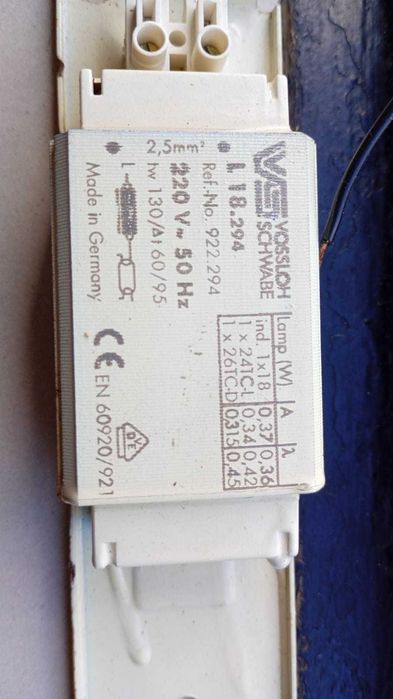 VS VOSSLOH
SCHWABE
L 18.294
Ref.-No. 922.294
220 V~ 50 Hz
tw 130/Δt 60/95
2,5mm²
L
Made in Germany
Lamp (W) A λ
ind. 1x18 0,37 0,36
1 x 24TC-L 0,34 0,42
1 x 26TC-D 0,315 0,45
CE EN 60920/921
VDE